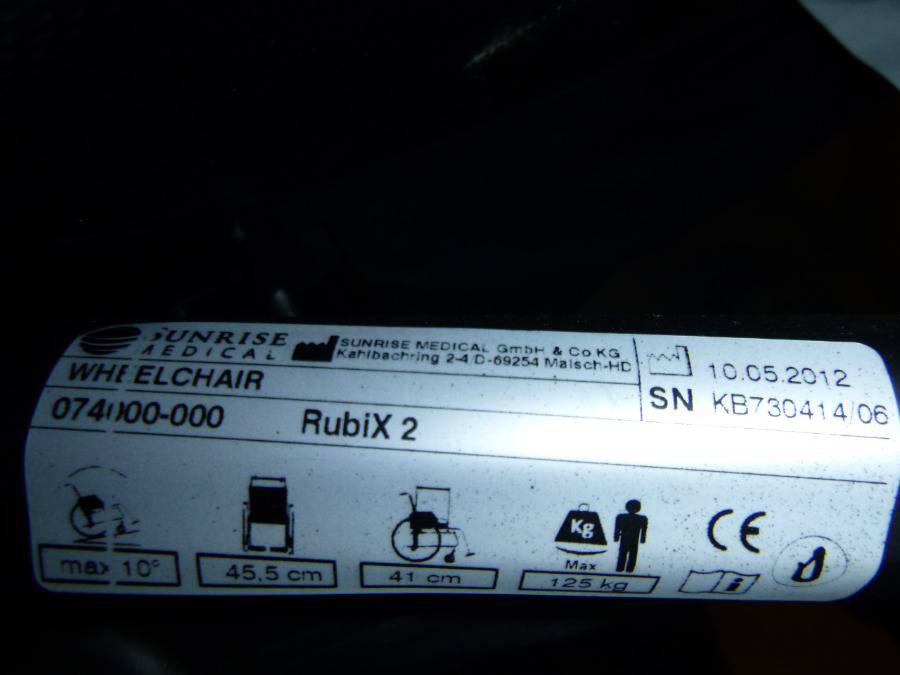 SUNRISE
MEDICAL
SUNRISE MEDICAL GmbH & Co KG
Kahlbachring 2-4/D-69254 Malsch-HD
10.05.2012
SN KB730414/06
WHEELCHAIR
074000-000 RubiX 2
Kg
Max
max 10°
45,5 cm
41 cm
125 kg
CE
i